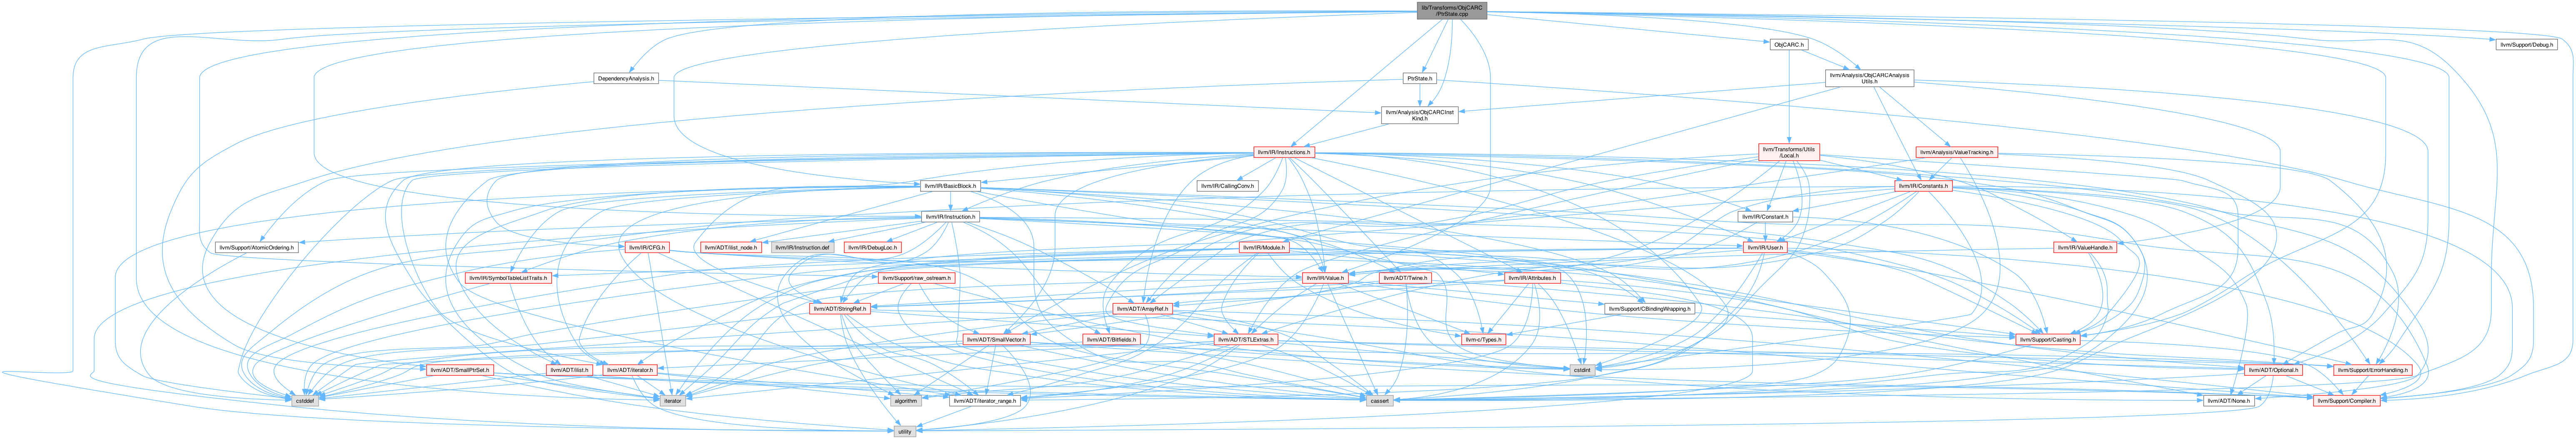 lib/Transforms/ObjCARC
/PtrState.cpp
ObjCARC.h
llvm/Support/Debug.h
DependencyAnalysis.h
PtrState.h
llvm/Analysis/ObjCARCAnalysis
Utils.h
llvm/Analysis/ObjCARCInst
Kind.h
llvm/IR/Instructions.h
llvm/Transforms/Utils
/Local.h
llvm/Analysis/ValueTracking.h
llvm/IR/BasicBlock.h
llvm/IR/CallingConv.h
llvm/IR/Constants.h
llvm/IR/Instruction.h
llvm/IR/Constant.h
llvm/Support/AtomicOrdering.h
llvm/IR/CFG.h
llvm/ADT/ilist_node.h
llvm/IR/Instruction.def
llvm/IR/DebugLoc.h
llvm/IR/Module.h
llvm/IR/User.h
llvm/IR/ValueHandle.h
llvm/IR/SymbolTableListTraits.h
llvm/Support/raw_ostream.h
llvm/IR/Value.h
llvm/ADT/Twine.h
llvm/IR/Attributes.h
llvm/ADT/StringRef.h
llvm/ADT/ArrayRef.h
llvm/Support/CBindingWrapping.h
llvm/ADT/SmallVector.h
llvm/ADT/Bitfields.h
llvm/ADT/STLExtras.h
llvm-c/Types.h
llvm/Support/Casting.h
llvm/ADT/SmallPtrSet.h
llvm/ADT/ilist.h
llvm/ADT/iterator.h
cstdint
llvm/ADT/Optional.h
llvm/Support/ErrorHandling.h
cstddef
iterator
algorithm
llvm/ADT/iterator_range.h
cassert
llvm/ADT/None.h
llvm/Support/Compiler.h
utility